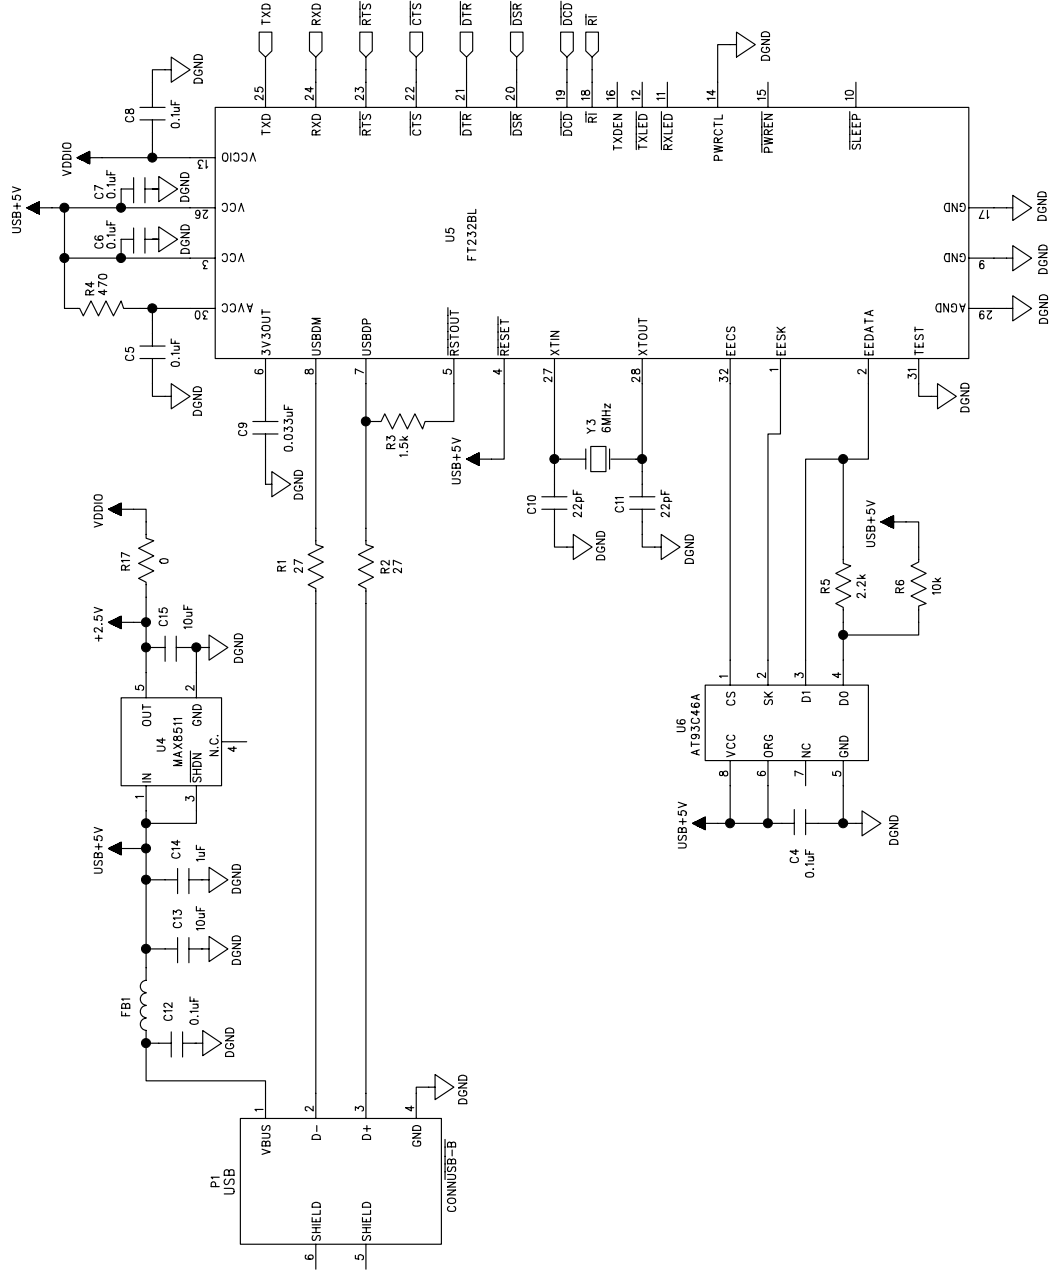 P1
USB
VBUS
1
D-
2
D+
3
GND
4
SHIELD
6
SHIELD
5
CONNUSB-B
DGND
C12
0.1uF
DGND
FB1
C13
10uF
DGND
C14
1uF
DGND
USB+5V
1
IN
3
SHDN
U4
MAX8511
N.C.
4
OUT
5
GND
2
+2.5V
C15
10uF
DGND
R17
0
VDDIO
R1
27
R2
27
C9
0.033uF
DGND
R3
1.5k
USB+5V
C10
22pF
DGND
Y3
6MHz
C11
22pF
DGND
U6
AT93C46A
CS
1
SK
2
D1
3
D0
4
VCC
8
ORG
6
NC
7
GND
5
USB+5V
C4
0.1uF
DGND
R5
2.2k
R6
10k
USB+5V
C5
0.1uF
DGND
R4
470
USB+5V
C6
0.1uF
DGND
C7
0.1uF
DGND
VDDIO
C8
0.1uF
DGND
U5
FT232BL
30
AVCC
3
VCC
26
VCC
13
VCCIO
6
3V3OUT
8
USBDM
7
USBDP
5
RSTOUT
4
RESET
27
XTIN
28
XTOUT
32
EECS
1
EESK
2
EEDATA
31
TEST
DGND
TXD
25
TXD
RXD
24
RXD
RTS
23
RTS
CTS
22
CTS
DTR
21
DTR
DSR
20
DSR
DCD
19
DCD
RI
18
RI
TXDEN
16
TXLED
12
RXLED
11
PWRCTL
14
DGND
PWREN
15
SLEEP
10
AGND
29
DGND
GND
9
DGND
GND
17
DGND